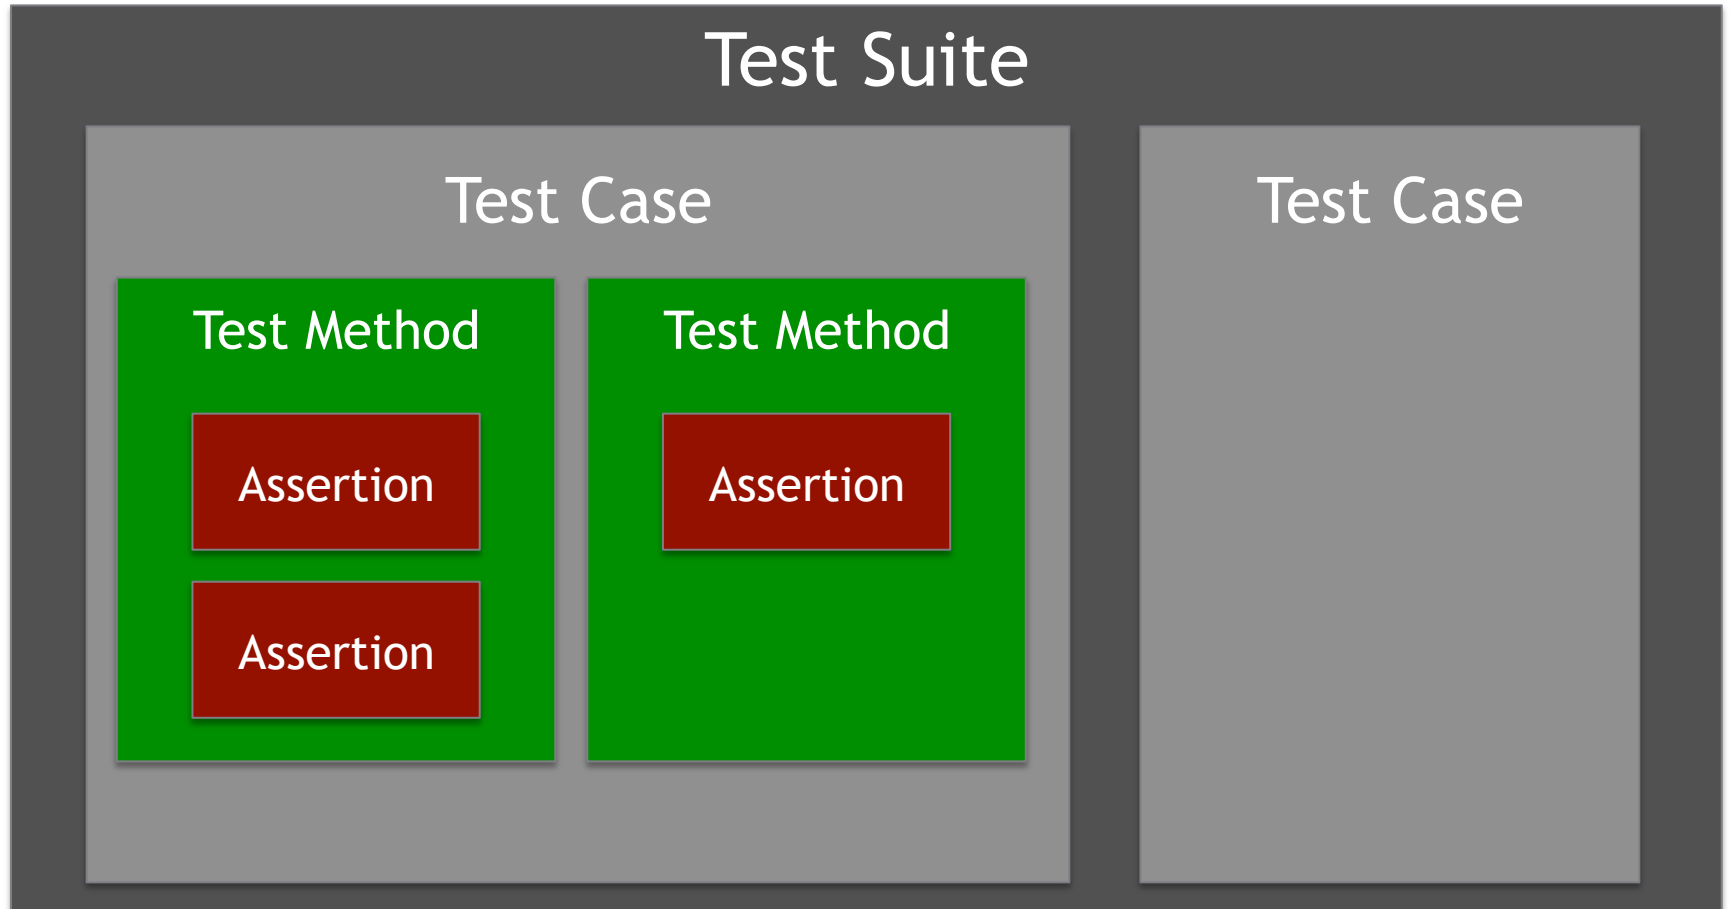 Test Suite
Test Case
Test Method
Assertion
Assertion
Test Method
Assertion
Test Case